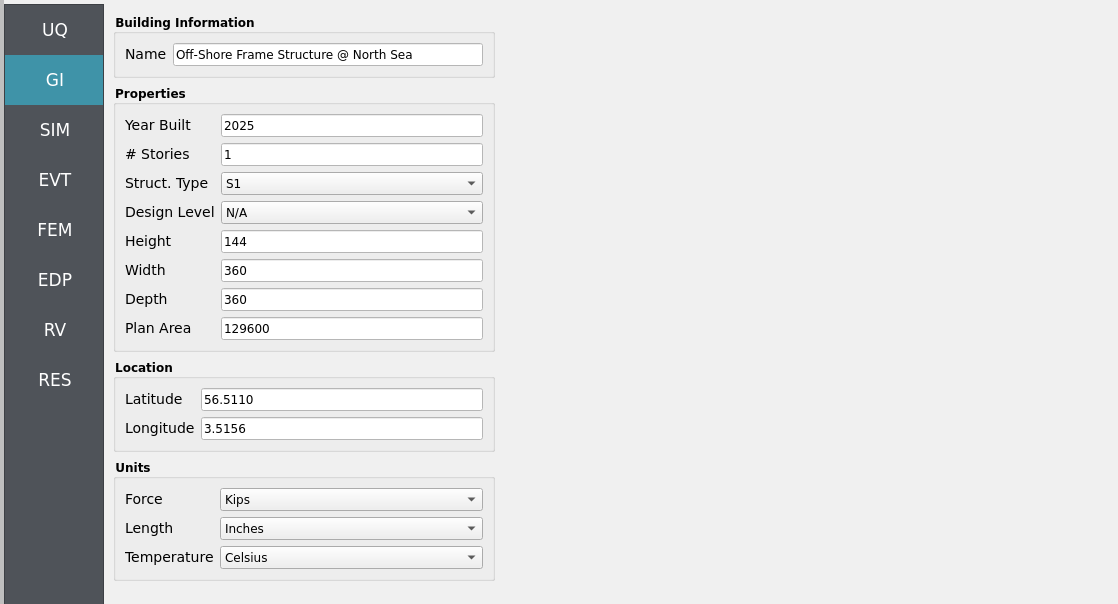 UQ
GI
SIM
EVT
FEM
EDP
RV
RES
Building Information
Name Off-Shore Frame Structure @ North Sea
Properties
Year Built 2025
# Stories 1
Struct. Type S1
Design Level N/A
Height 144
Width 360
Depth 360
Plan Area 129600
Location
Latitude 56.5110
Longitude 3.5156
Units
Force Kips
Length Inches
Temperature Celsius